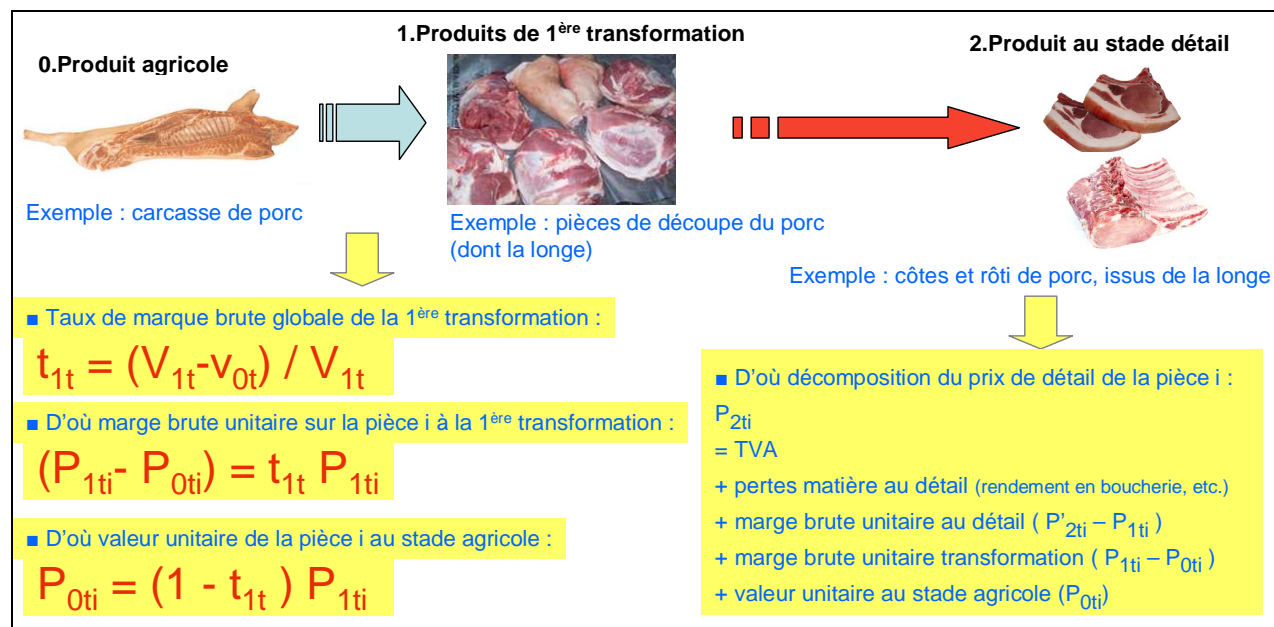 0.Produit agricole
1.Produits de 1ère transformation
2.Produit au stade détail
Exemple : carcasse de porc
Exemple : pièces de découpe du porc
(dont la longe)
Exemple : côtes et rôti de porc, issus de la longe
■ Taux de marque brute globale de la 1ère transformation :
t1t = (V1t-v0t) / V1t
■ D'où marge brute unitaire sur la pièce i à la 1ère transformation :
(P1ti- P0ti) = t1t P1ti
■ D'où valeur unitaire de la pièce i au stade agricole :
P0ti = (1 - t1t ) P1ti
■ D'où décomposition du prix de détail de la pièce i :
P2ti
= TVA
+ pertes matière au détail (rendement en boucherie, etc.)
+ marge brute unitaire au détail ( P'2ti – P1ti )
+ marge brute unitaire transformation ( P1ti – P0ti )
+ valeur unitaire au stade agricole (P0ti)